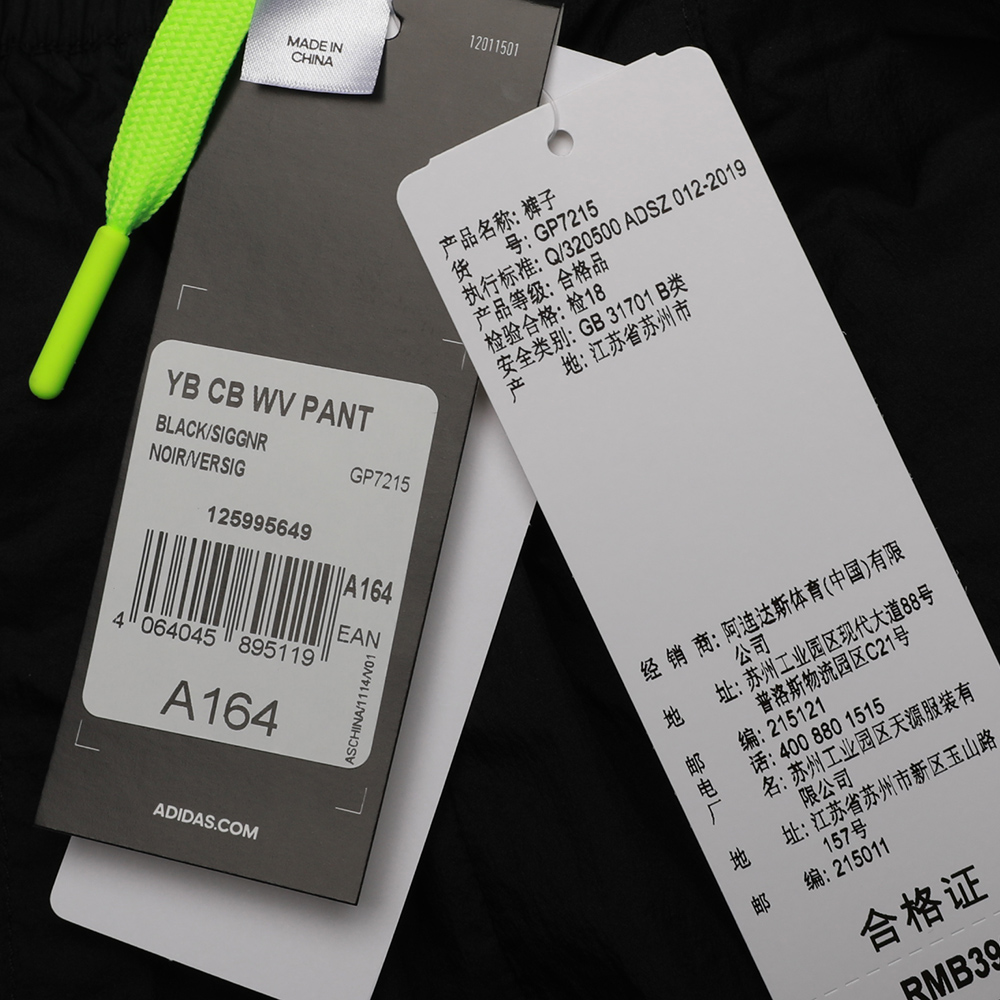 MADE IN
CHINA
12011501
YB CB WV PANT
BLACK/SIGGNR
NOIR/VERSIG
GP7215
125995649
A164
4 064045 895119
EAN
A164
ASCHINA/1114/V01
ADIDAS.COM
产品名称: 裤子
货 号: GP7215
执行标准: Q/320500 ADSZ 012-2019
产品等级: 合格品
检验合格: 检18
安全类别: GB 31701 B类
产 地: 江苏省苏州市
经 销 商: 阿迪达斯体育(中国)有限
公司
地 址: 苏州工业园区现代大道88号
普洛斯物流园区C21号
邮 编: 215121
电 话: 400 880 1515
厂 名: 苏州工业园区天源服装有
限公司
地 址: 江苏省苏州市新区玉山路
157号
邮 编: 215011
合格证
RMB39